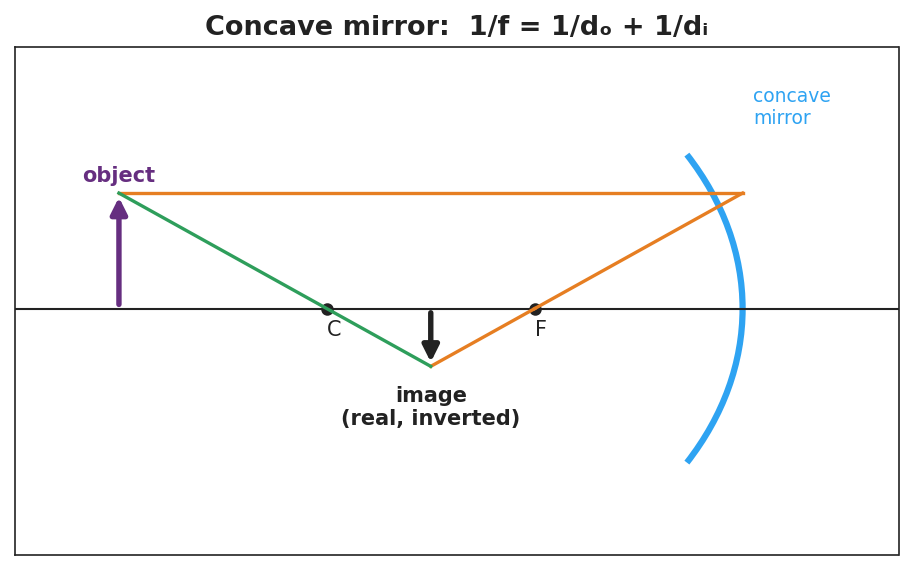 Concave mirror:  1/f = 1/dₒ + 1/dᵢ
concave
mirror
object
C
F
image
(real, inverted)